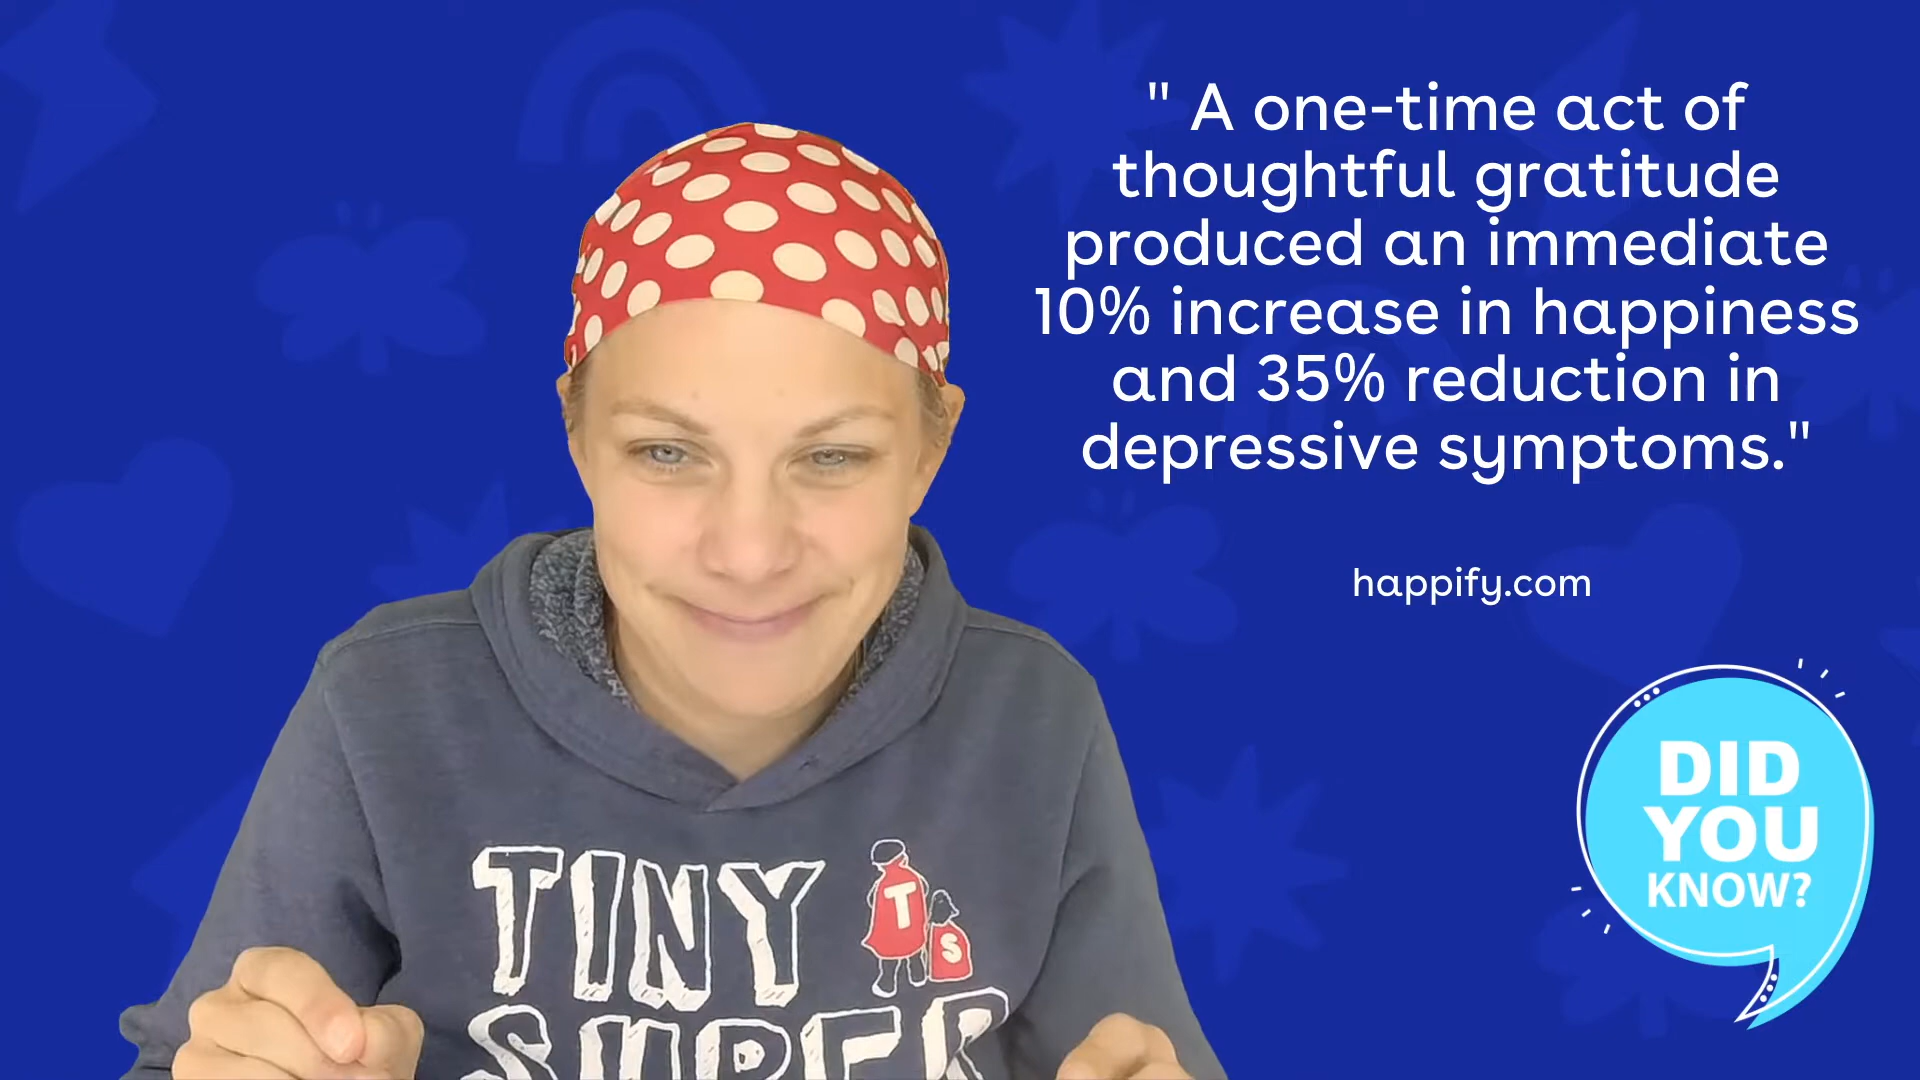 " A one-time act of
thoughtful gratitude
produced an immediate
10% increase in happiness
and 35% reduction in
depressive symptoms."
happify.com
DID
YOU
KNOW?
TINY
T
S
SUPER